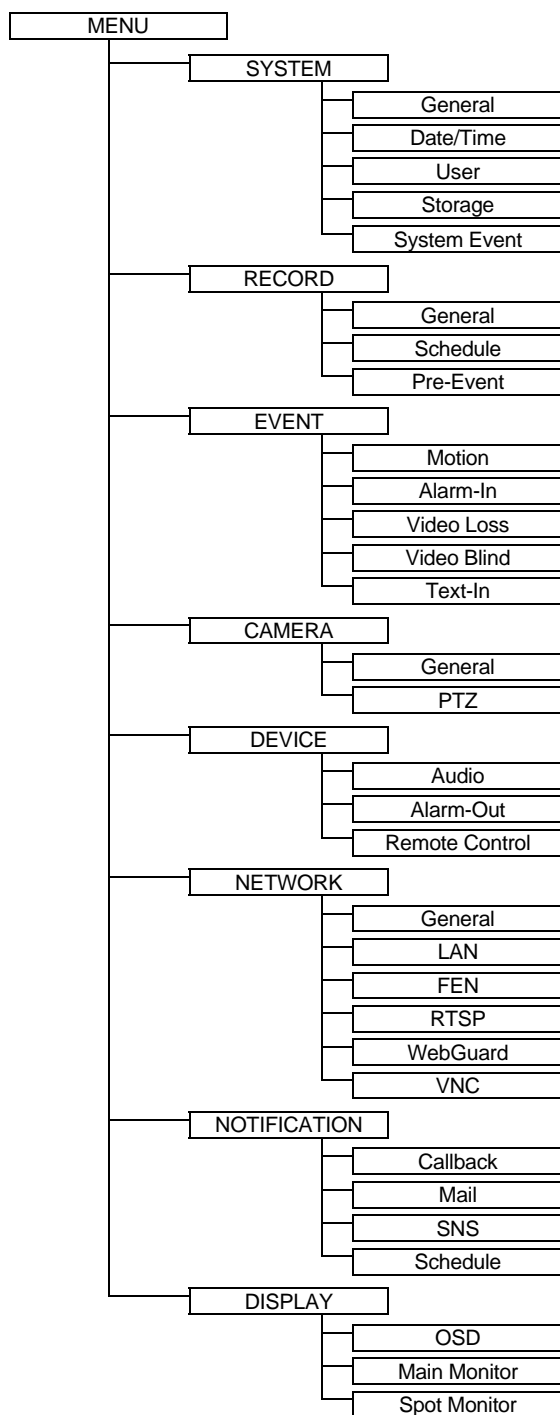 MENU
SYSTEM
General
Date/Time
User
Storage
System Event
RECORD
General
Schedule
Pre-Event
EVENT
Motion
Alarm-In
Video Loss
Video Blind
Text-In
CAMERA
General
PTZ
DEVICE
Audio
Alarm-Out
Remote Control
NETWORK
General
LAN
FEN
RTSP
WebGuard
VNC
NOTIFICATION
Callback
Mail
SNS
Schedule
DISPLAY
OSD
Main Monitor
Spot Monitor